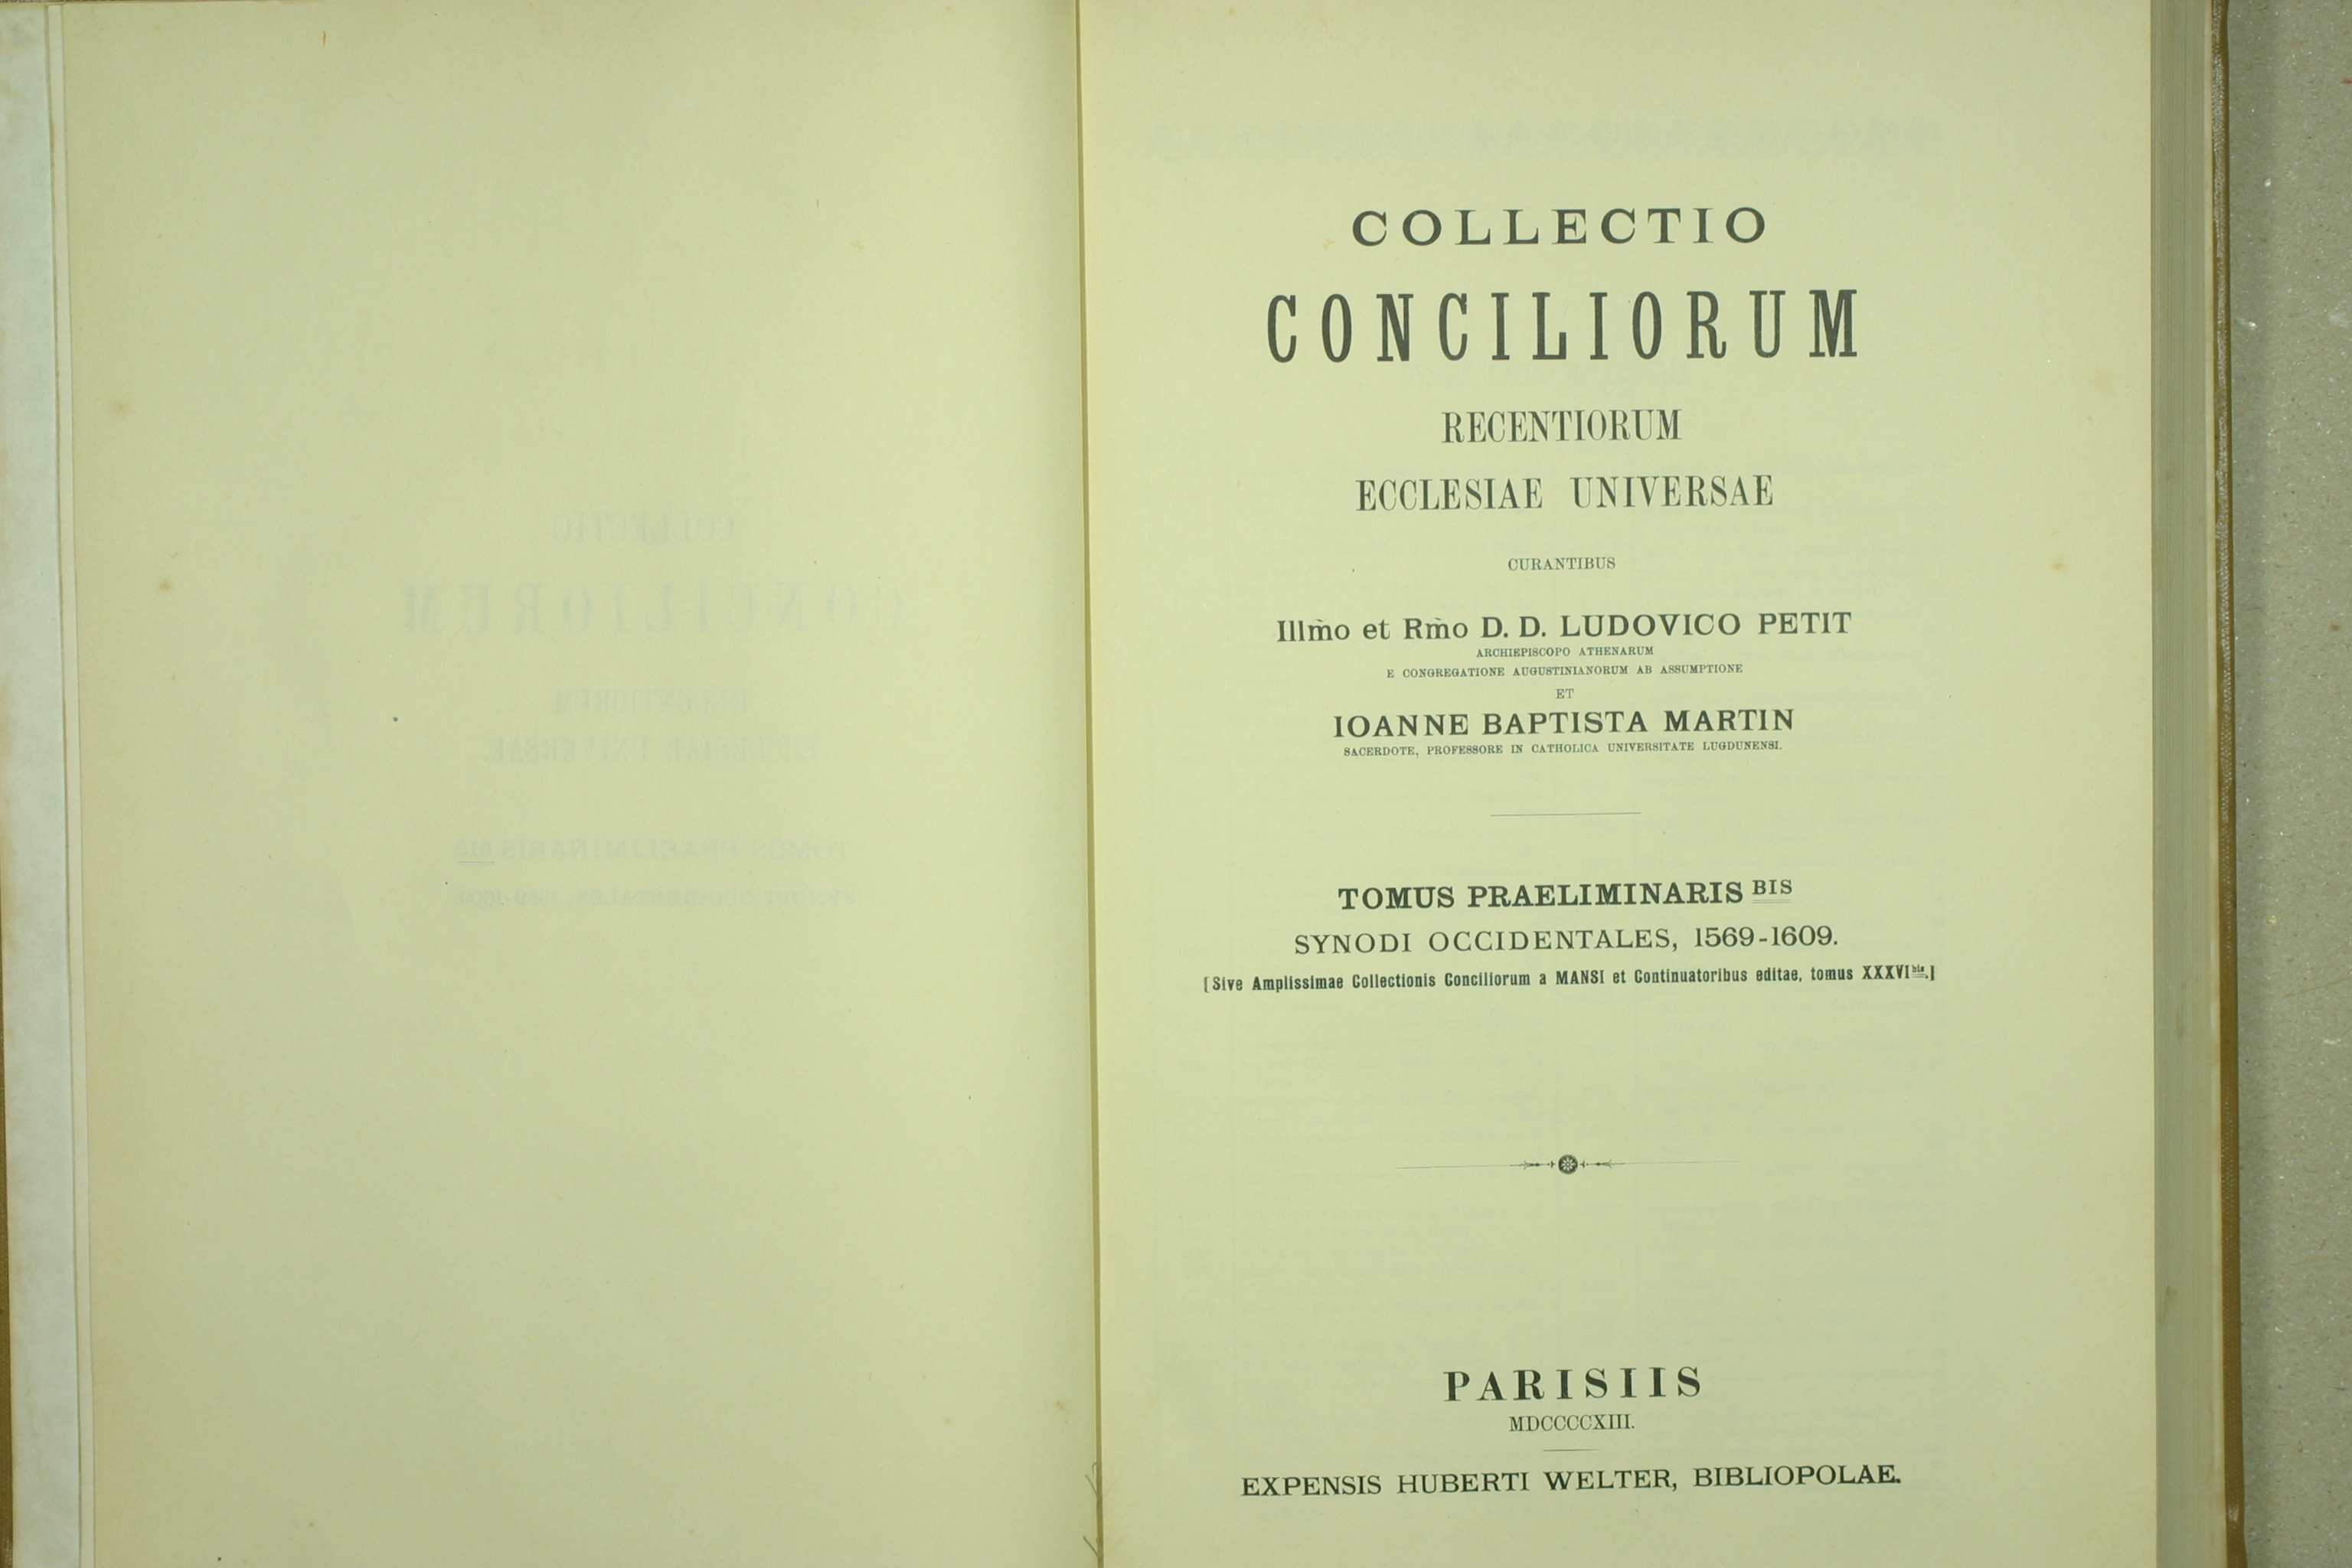 COLLECTIO
CONCILIORUM
RECENTIORUM
ECCLESIAE UNIVERSAE
CURANTIBUS
Illm̃o et Rm̃o D. D. LUDOVICO PETIT
ARCHIEPISCOPO ATHENARUM
E CONGREGATIONE AUGUSTINIANORUM AB ASSUMPTIONE
ET
IOANNE BAPTISTA MARTIN
SACERDOTE, PROFESSORE IN CATHOLICA UNIVERSITATE LUGDUNENSI.
TOMUS PRAELIMINARIS BIS
SYNODI OCCIDENTALES, 1569-1609.
[Sive Amplissimae Collectionis Conciliorum a MANSI et Continuatoribus editae, tomus XXXVI bis.]
PARISIIS
MDCCCCXIII.
EXPENSIS HUBERTI WELTER, BIBLIOPOLAE.